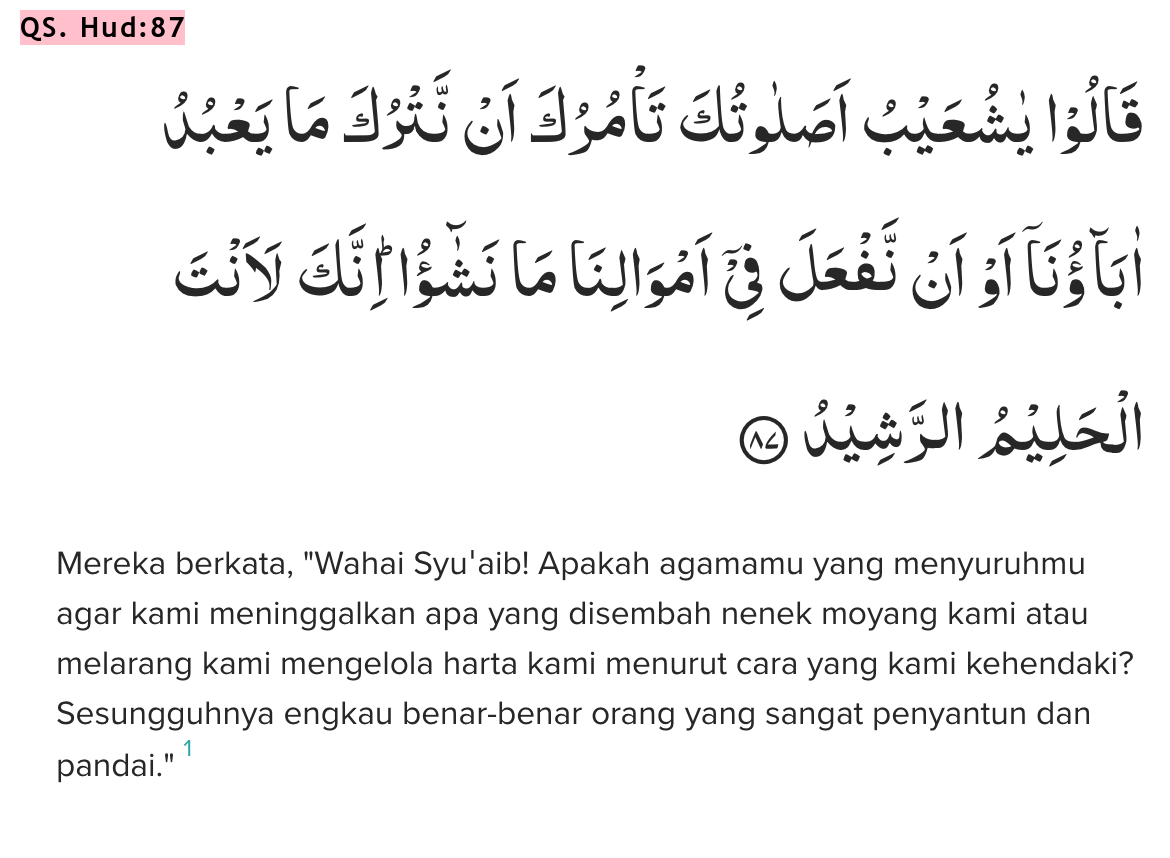 QS. Hud:87
قَالُوْا يٰشُعَيْبُ اَصَلٰوتُكَ تَأْمُرُكَ اَنْ نَّتْرُكَ مَا يَعْبُدُ
اٰبَاۤؤُنَآ اَوْ اَنْ نَّفْعَلَ فِيْٓ اَمْوَالِنَا مَا نَشٰۤؤُا ۗاِنَّكَ لَاَنْتَ
الْحَلِيْمُ الرَّشِيْدُ ٨٧
Mereka berkata, "Wahai Syu'aib! Apakah agamamu yang menyuruhmu
agar kami meninggalkan apa yang disembah nenek moyang kami atau
melarang kami mengelola harta kami menurut cara yang kami kehendaki?
Sesungguhnya engkau benar-benar orang yang sangat penyantun dan
pandai." 1